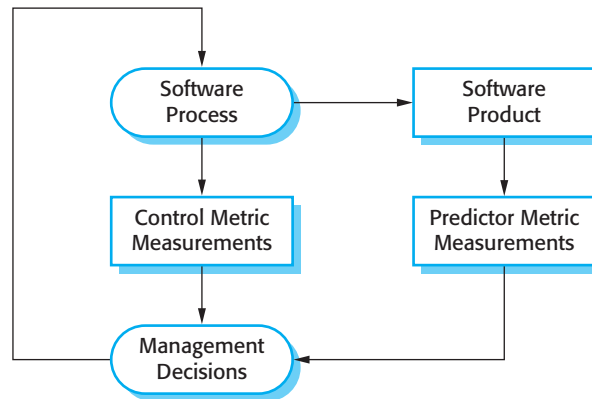 Software
Process
Software
Product
Control Metric
Measurements
Predictor Metric
Measurements
Management
Decisions